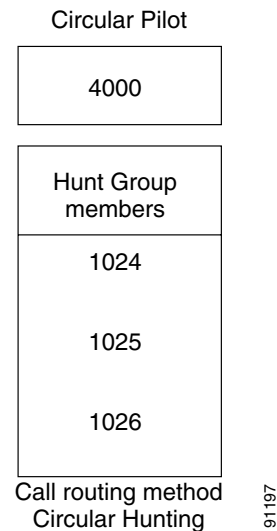 Circular Pilot
4000
Hunt Group
members
1024
1025
1026
Call routing method
Circular Hunting
91197